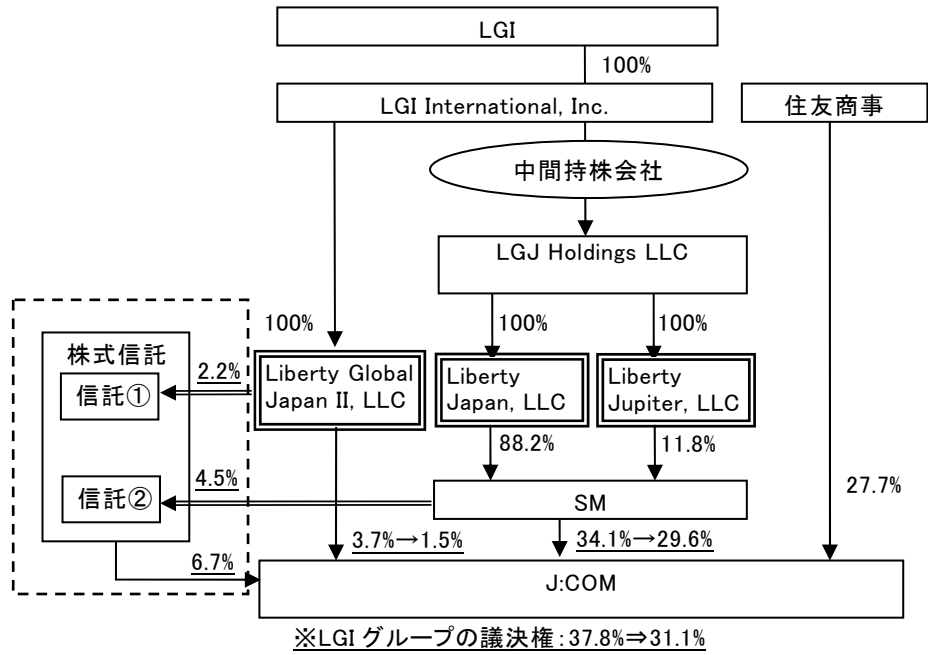 LGI
100%
LGI International, Inc.
住友商事
中間持株会社
LGJ Holdings LLC
100%
100%
100%
株式信託
信託①
2.2%
Liberty Global
Japan II, LLC
Liberty
Japan, LLC
Liberty
Jupiter, LLC
88.2%
11.8%
信託②
4.5%
SM
27.7%
3.7%→1.5%
34.1%→29.6%
6.7%
J:COM
※LGI グループの議決権：37.8%⇒31.1%